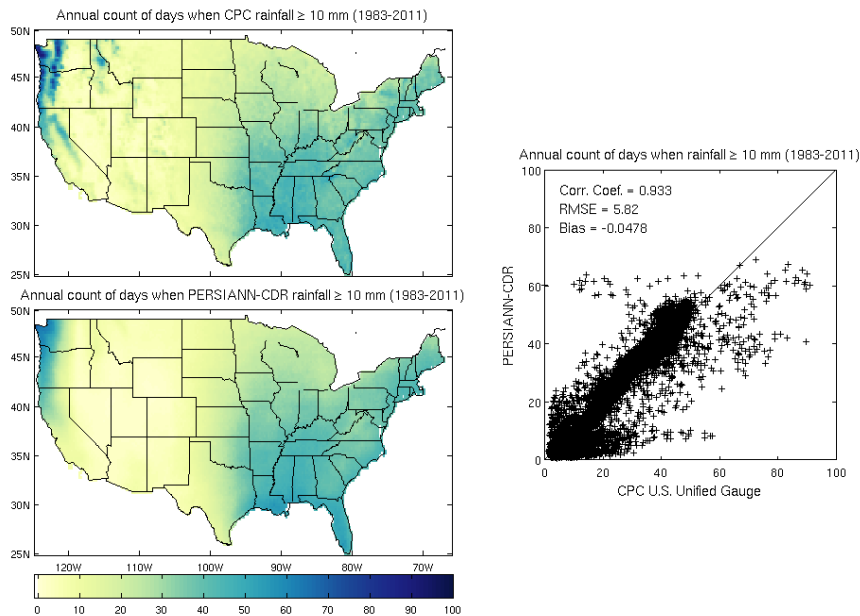 Annual count of days when CPC rainfall ≥ 10 mm (1983-2011)
50N
45N
40N
35N
30N
25N
Annual count of days when PERSIANN-CDR rainfall ≥ 10 mm (1983-2011)
50N
45N
40N
35N
30N
25N
120W 110W 100W 90W 80W 70W
0 10 20 30 40 50 60 70 80 90 100
Annual count of days when rainfall ≥ 10 mm (1983-2011)
Corr. Coef. = 0.933
RMSE = 5.82
Bias = -0.0478
PERSIANN-CDR
100
80
60
40
20
0
0 20 40 60 80 100
CPC U.S. Unified Gauge